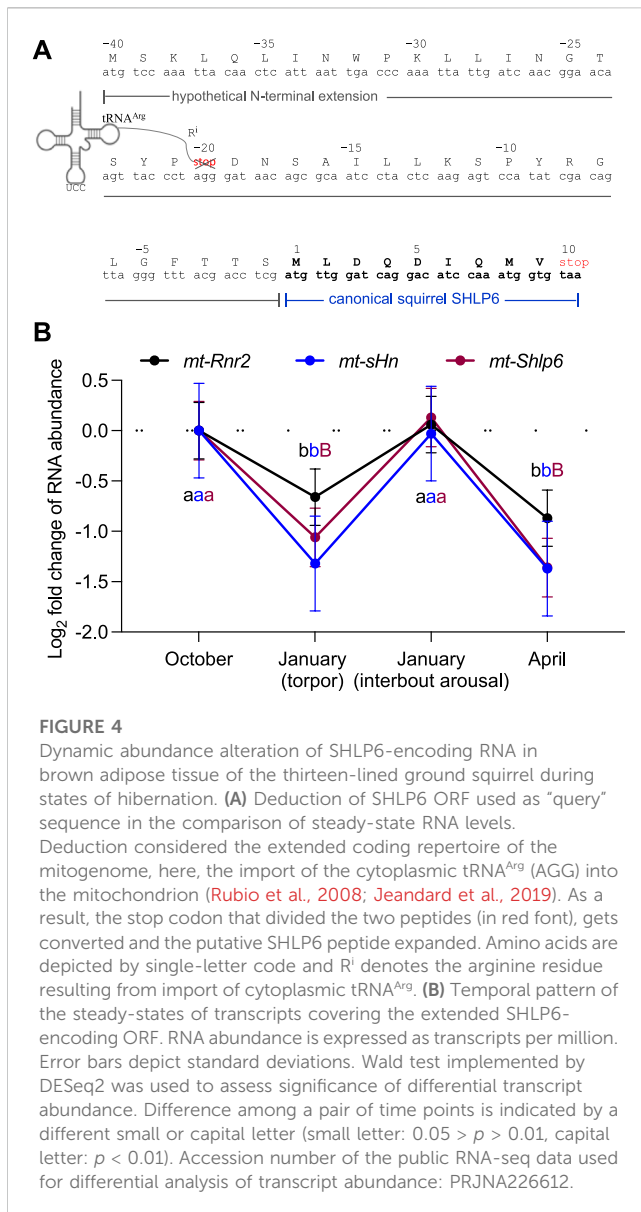 A
-40 -35 -30 -25
M S K L Q L I N W P K L L I N G T
atg tcc aaa tta caa ctc att aat tga ccc aaa tta ctt atc aac gga aca
hypothetical N-terminal extension
tRNAArg
Ri
-20 -15 -10
S Y P stop D N S A I L L K S P Y R G
agt tac cct agg gat aac agc gca atc cta ctc aag agt cca tat cga cag
UCC
-5 1 5 10
L G F T T S M L D Q D I Q M V stop
tta ggg ttt acg acc tcg atg ttg gat cag gac atc caa atg gtg taa
canonical squirrel SHLP6
B
mt-Rnr2 mt-sHn mt-Shlp6
Log2 fold change of RNA abundance
0.5
0.0
-0.5
-1.0
-1.5
-2.0
aaa
bbB
aaa
bbB
October January January April
(torpor) (interbout arousal)
FIGURE 4
Dynamic abundance alteration of SHLP6-encoding RNA in
brown adipose tissue of the thirteen-lined ground squirrel during
states of hibernation. (A) Deduction of SHLP6 ORF used as “query”
sequence in the comparison of steady-state RNA levels.
Deduction considered the extended coding repertoire of the
mitogenome, here, the import of the cytoplasmic tRNAArg (AGG) into
the mitochondrion (Rubio et al., 2008; Jeandard et al., 2019). As a
result, the stop codon that divided the two peptides (in red font), gets
converted and the putative SHLP6 peptide expanded. Amino acids are
depicted by single-letter code and Ri denotes the arginine residue
resulting from import of cytoplasmic tRNAArg. (B) Temporal pattern of
the steady-states of transcripts covering the extended SHLP6-
encoding ORF. RNA abundance is expressed as transcripts per million.
Error bars depict standard deviations. Wald test implemented by
DESeq2 was used to assess significance of differential transcript
abundance. Difference among a pair of time points is indicated by a
different small or capital letter (small letter: 0.05 > p > 0.01, capital
letter: p < 0.01). Accession number of the public RNA-seq data used
for differential analysis of transcript abundance: PRJNA226612.